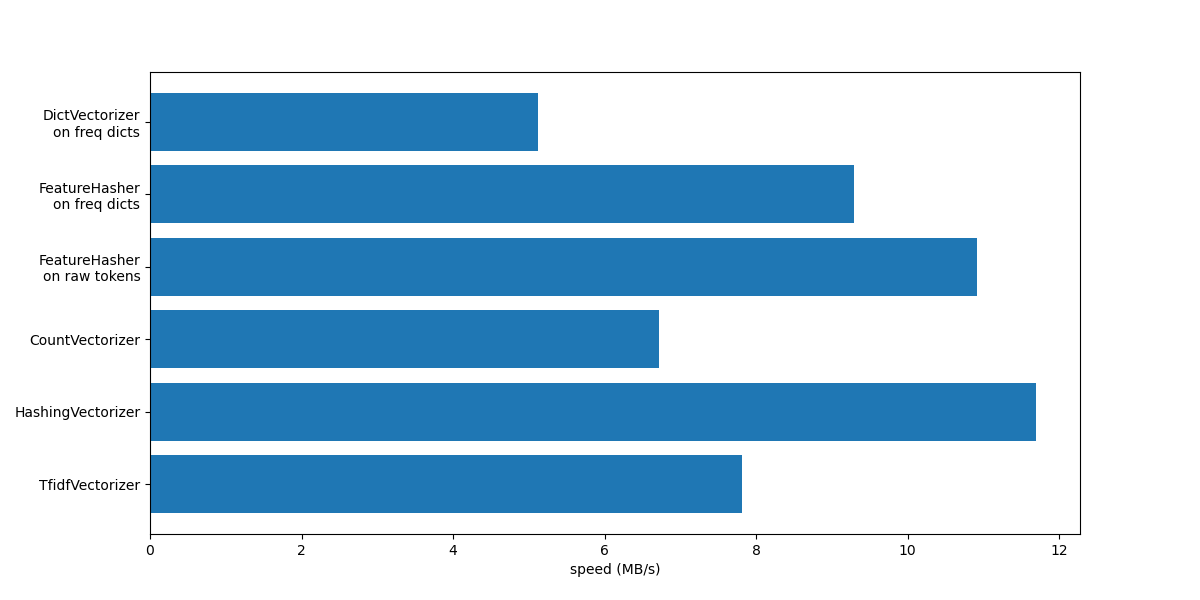 DictVectorizer
on freq dicts
FeatureHasher
on freq dicts
FeatureHasher
on raw tokens
CountVectorizer
HashingVectorizer
TfidfVectorizer
0 2 4 6 8 10 12
speed (MB/s)